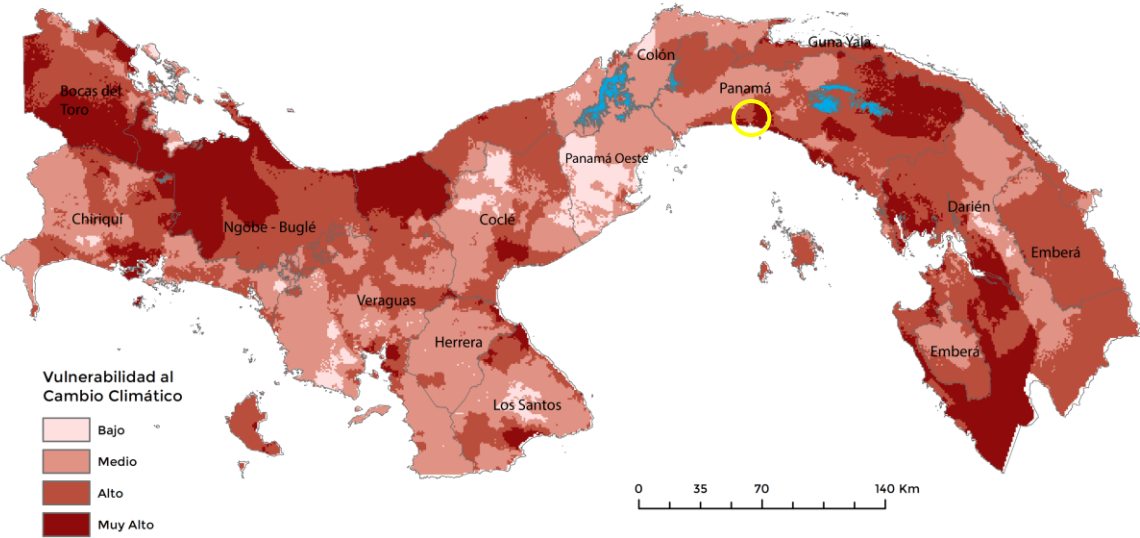 Guna Yala
Colón
Panamá
Bocas del
Toro
Panamá Oeste
Chiriquí
Coclé
Ngöbe - Buglé
Darién
Emberá
Veraguas
Herrera
Emberá
Los Santos
Vulnerabilidad al
Cambio Climático
Bajo
Medio
Alto
Muy Alto
0 35 70 140 Km